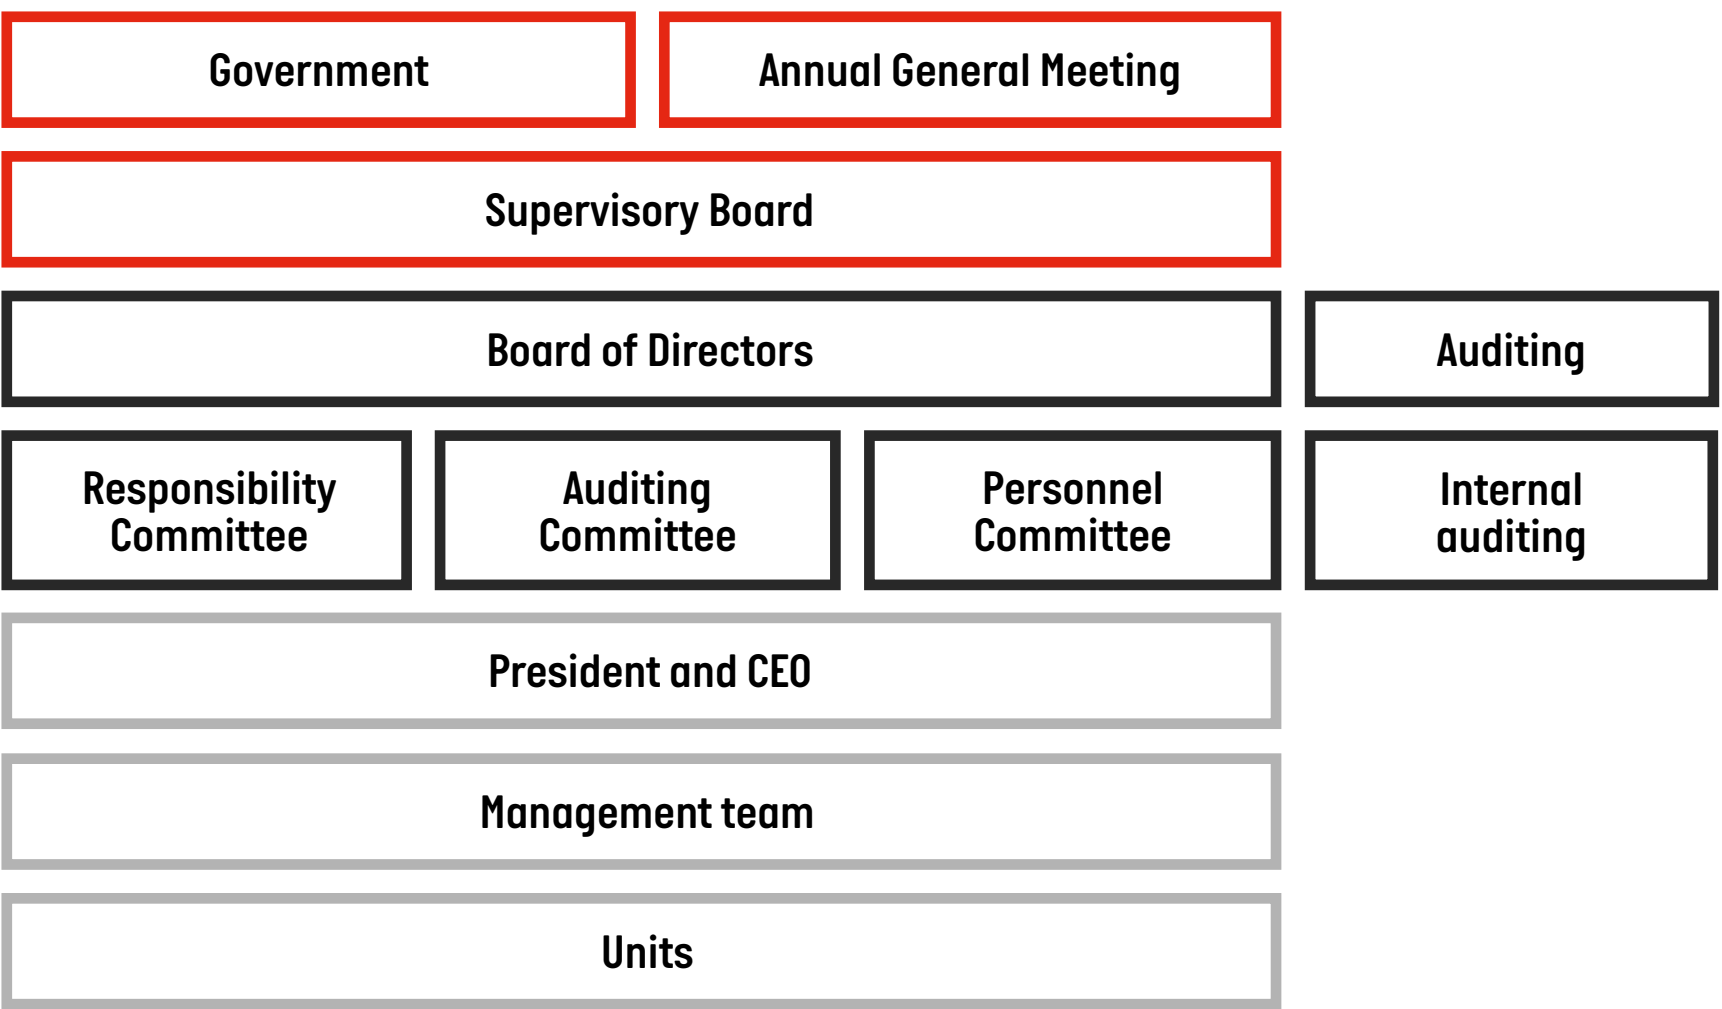 Government
Annual General Meeting
Supervisory Board
Board of Directors
Auditing
Responsibility
Committee
Auditing
Committee
Personnel
Committee
Internal
auditing
President and CEO
Management team
Units